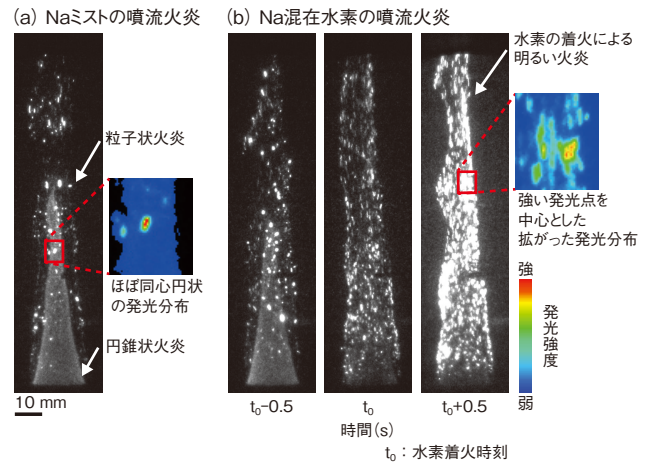 (a) Naミストの噴流火炎
(b) Na混在水素の噴流火炎
水素の着火による
明るい火炎
粒子状火炎
ほぼ同心円状
の発光分布
強い発光点を
中心とした
拡がった発光分布
円錐状火炎
強
発光強度
弱
10 mm
t₀−0.5
t₀
t₀+0.5
時間(s)
t₀：水素着火時刻